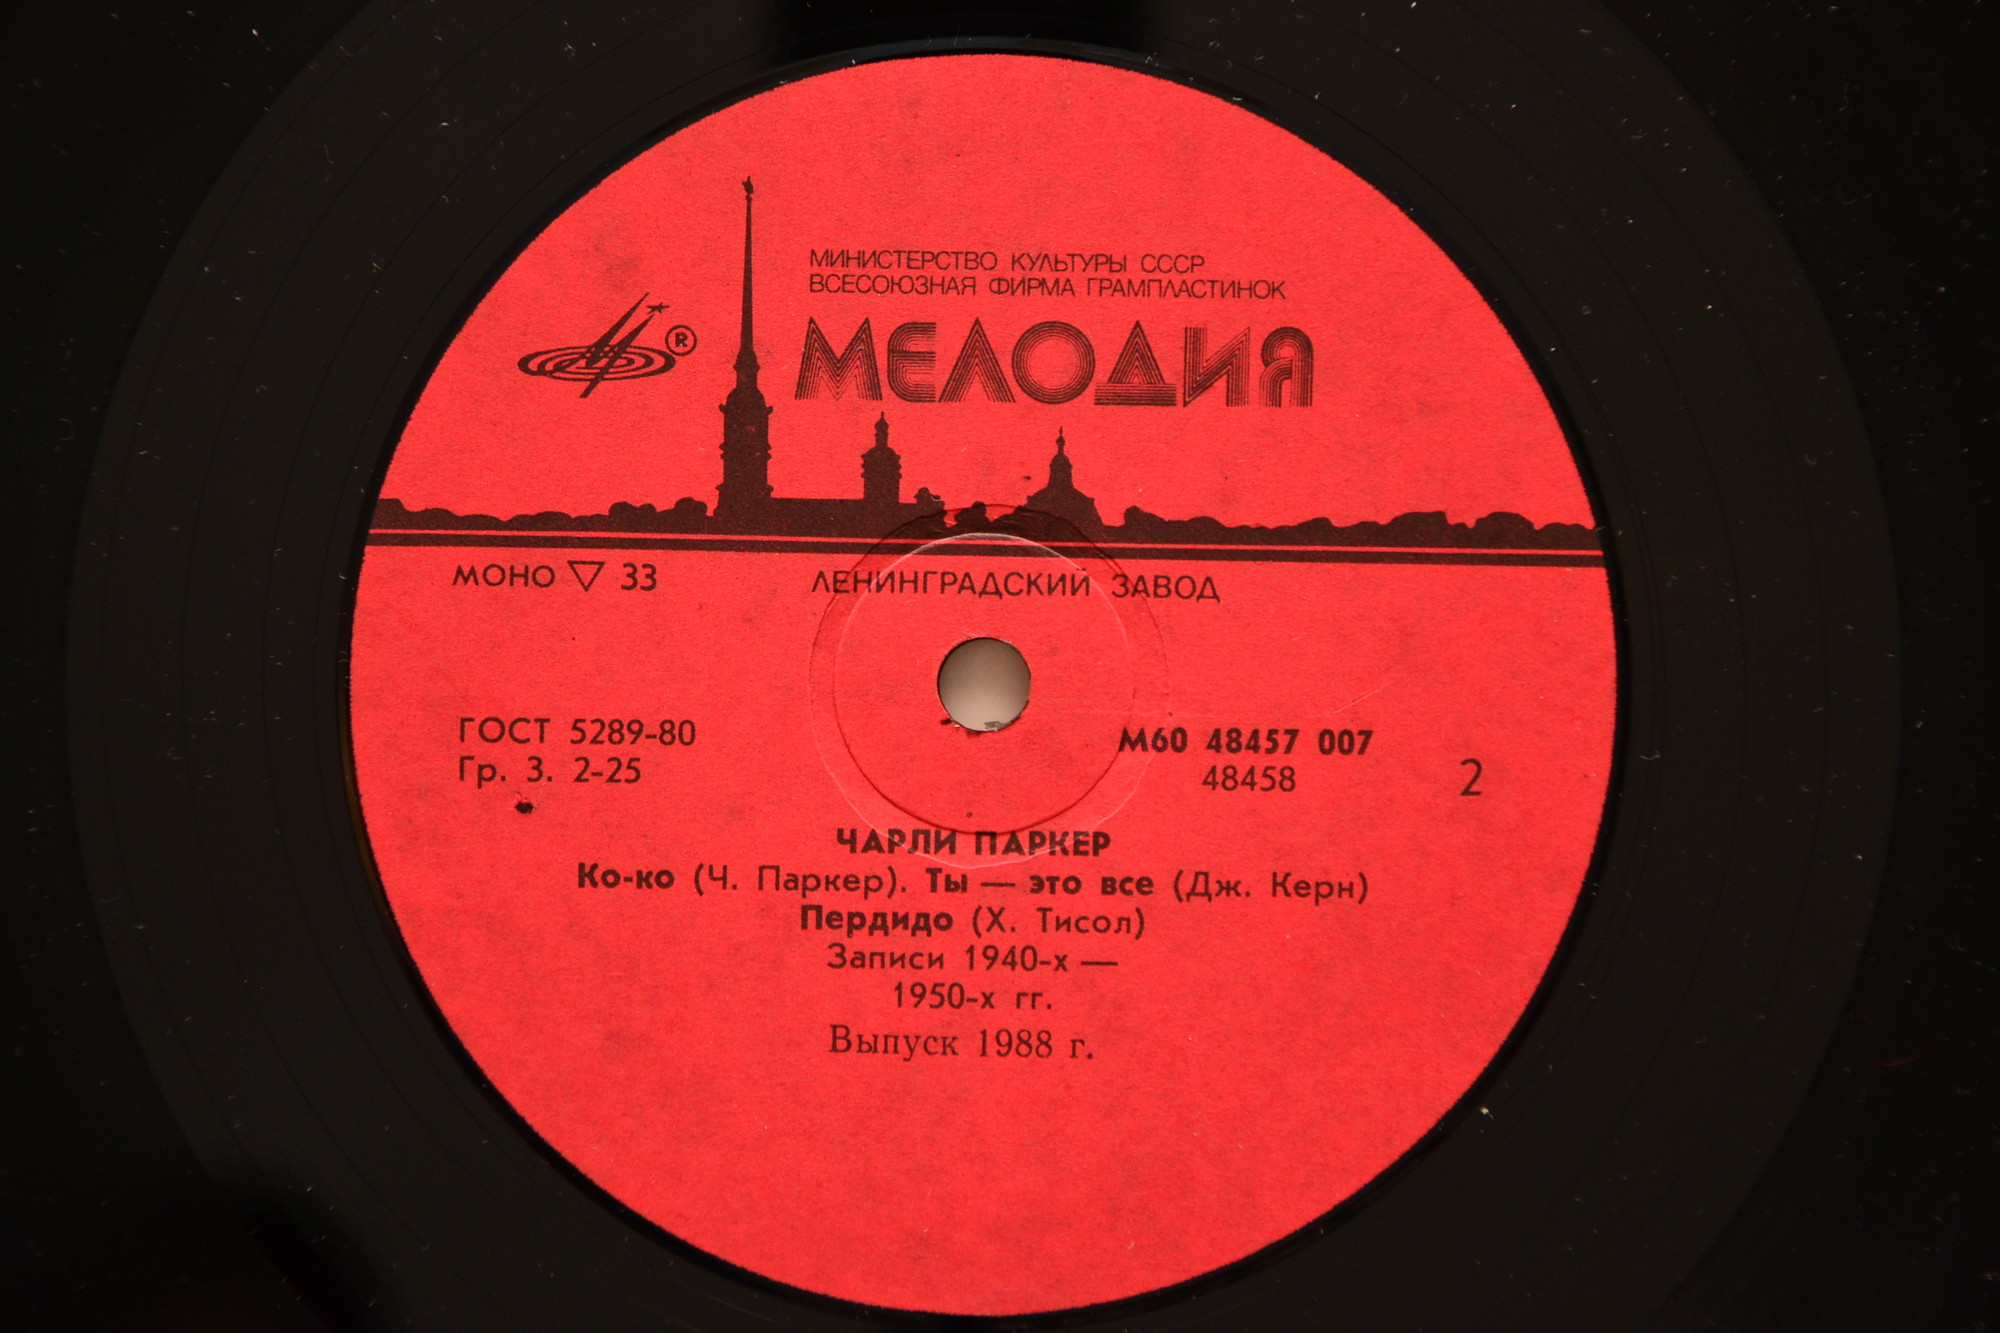 МИНИСТЕРСТВО КУЛЬТУРЫ СССР
ВСЕСОЮЗНАЯ ФИРМА ГРАМПЛАСТИНОК
МЕЛОДИЯ
®
МОНО ▽ 33
ЛЕНИНГРАДСКИЙ ЗАВОД
ГОСТ 5289-80
Гр. 3. 2-25
М60 48457 007
48458
2
ЧАРЛИ ПАРКЕР
Ко-ко (Ч. Паркер). Ты — это все (Дж. Керн)
Пердидо (Х. Тисол)
Записи 1940-х —
1950-х гг.
Выпуск 1988 г.